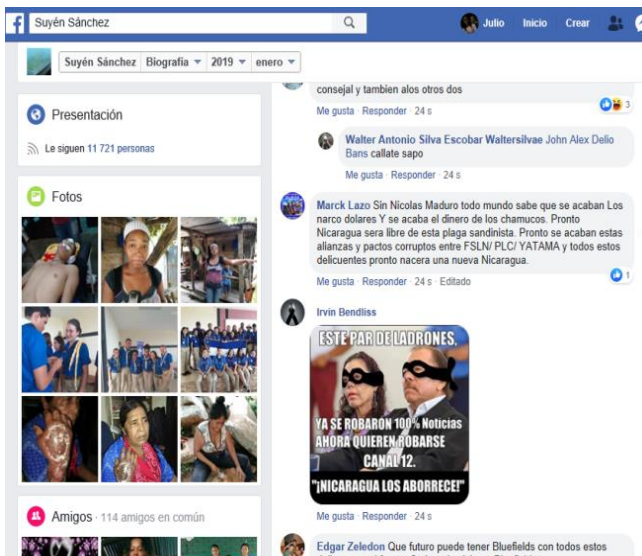 Suyén Sánchez
Julio Inicio Crear
Suyén Sánchez Biografía 2019 enero
Presentación
Le siguen 11 721 personas
Fotos
Amigos · 114 amigos en común
consejal y tambien alos otros dos
Me gusta · Responder · 24 s
3
Walter Antonio Silva Escobar Waltersilvae John Alex Delio
Bans callate sapo
Me gusta · Responder · 24 s
Marck Lazo Sin Nicolas Maduro todo mundo sabe que se acaban Los
narco dolares Y se acaba el dinero de los chamucos. Pronto
Nicaragua sera libre de esta plaga sandinista. Pronto se acaban estas
alianzas y pactos corruptos entre FSLN/ PLC/ YATAMA y todos estos
delicuentes pronto nacera una nueva Nicaragua.
Me gusta · Responder · 24 s · Editado
1
Irvin Bendliss
ESTE PAR DE LADRONES,
YA SE ROBARON 100% Noticias
AHORA QUIEREN ROBARSE
CANAL 12.
"¡NICARAGUA LOS ABORRECE!"
Me gusta · Responder · 24 s
Edgar Zeledon Que futuro puede tener Bluefields con todos estos